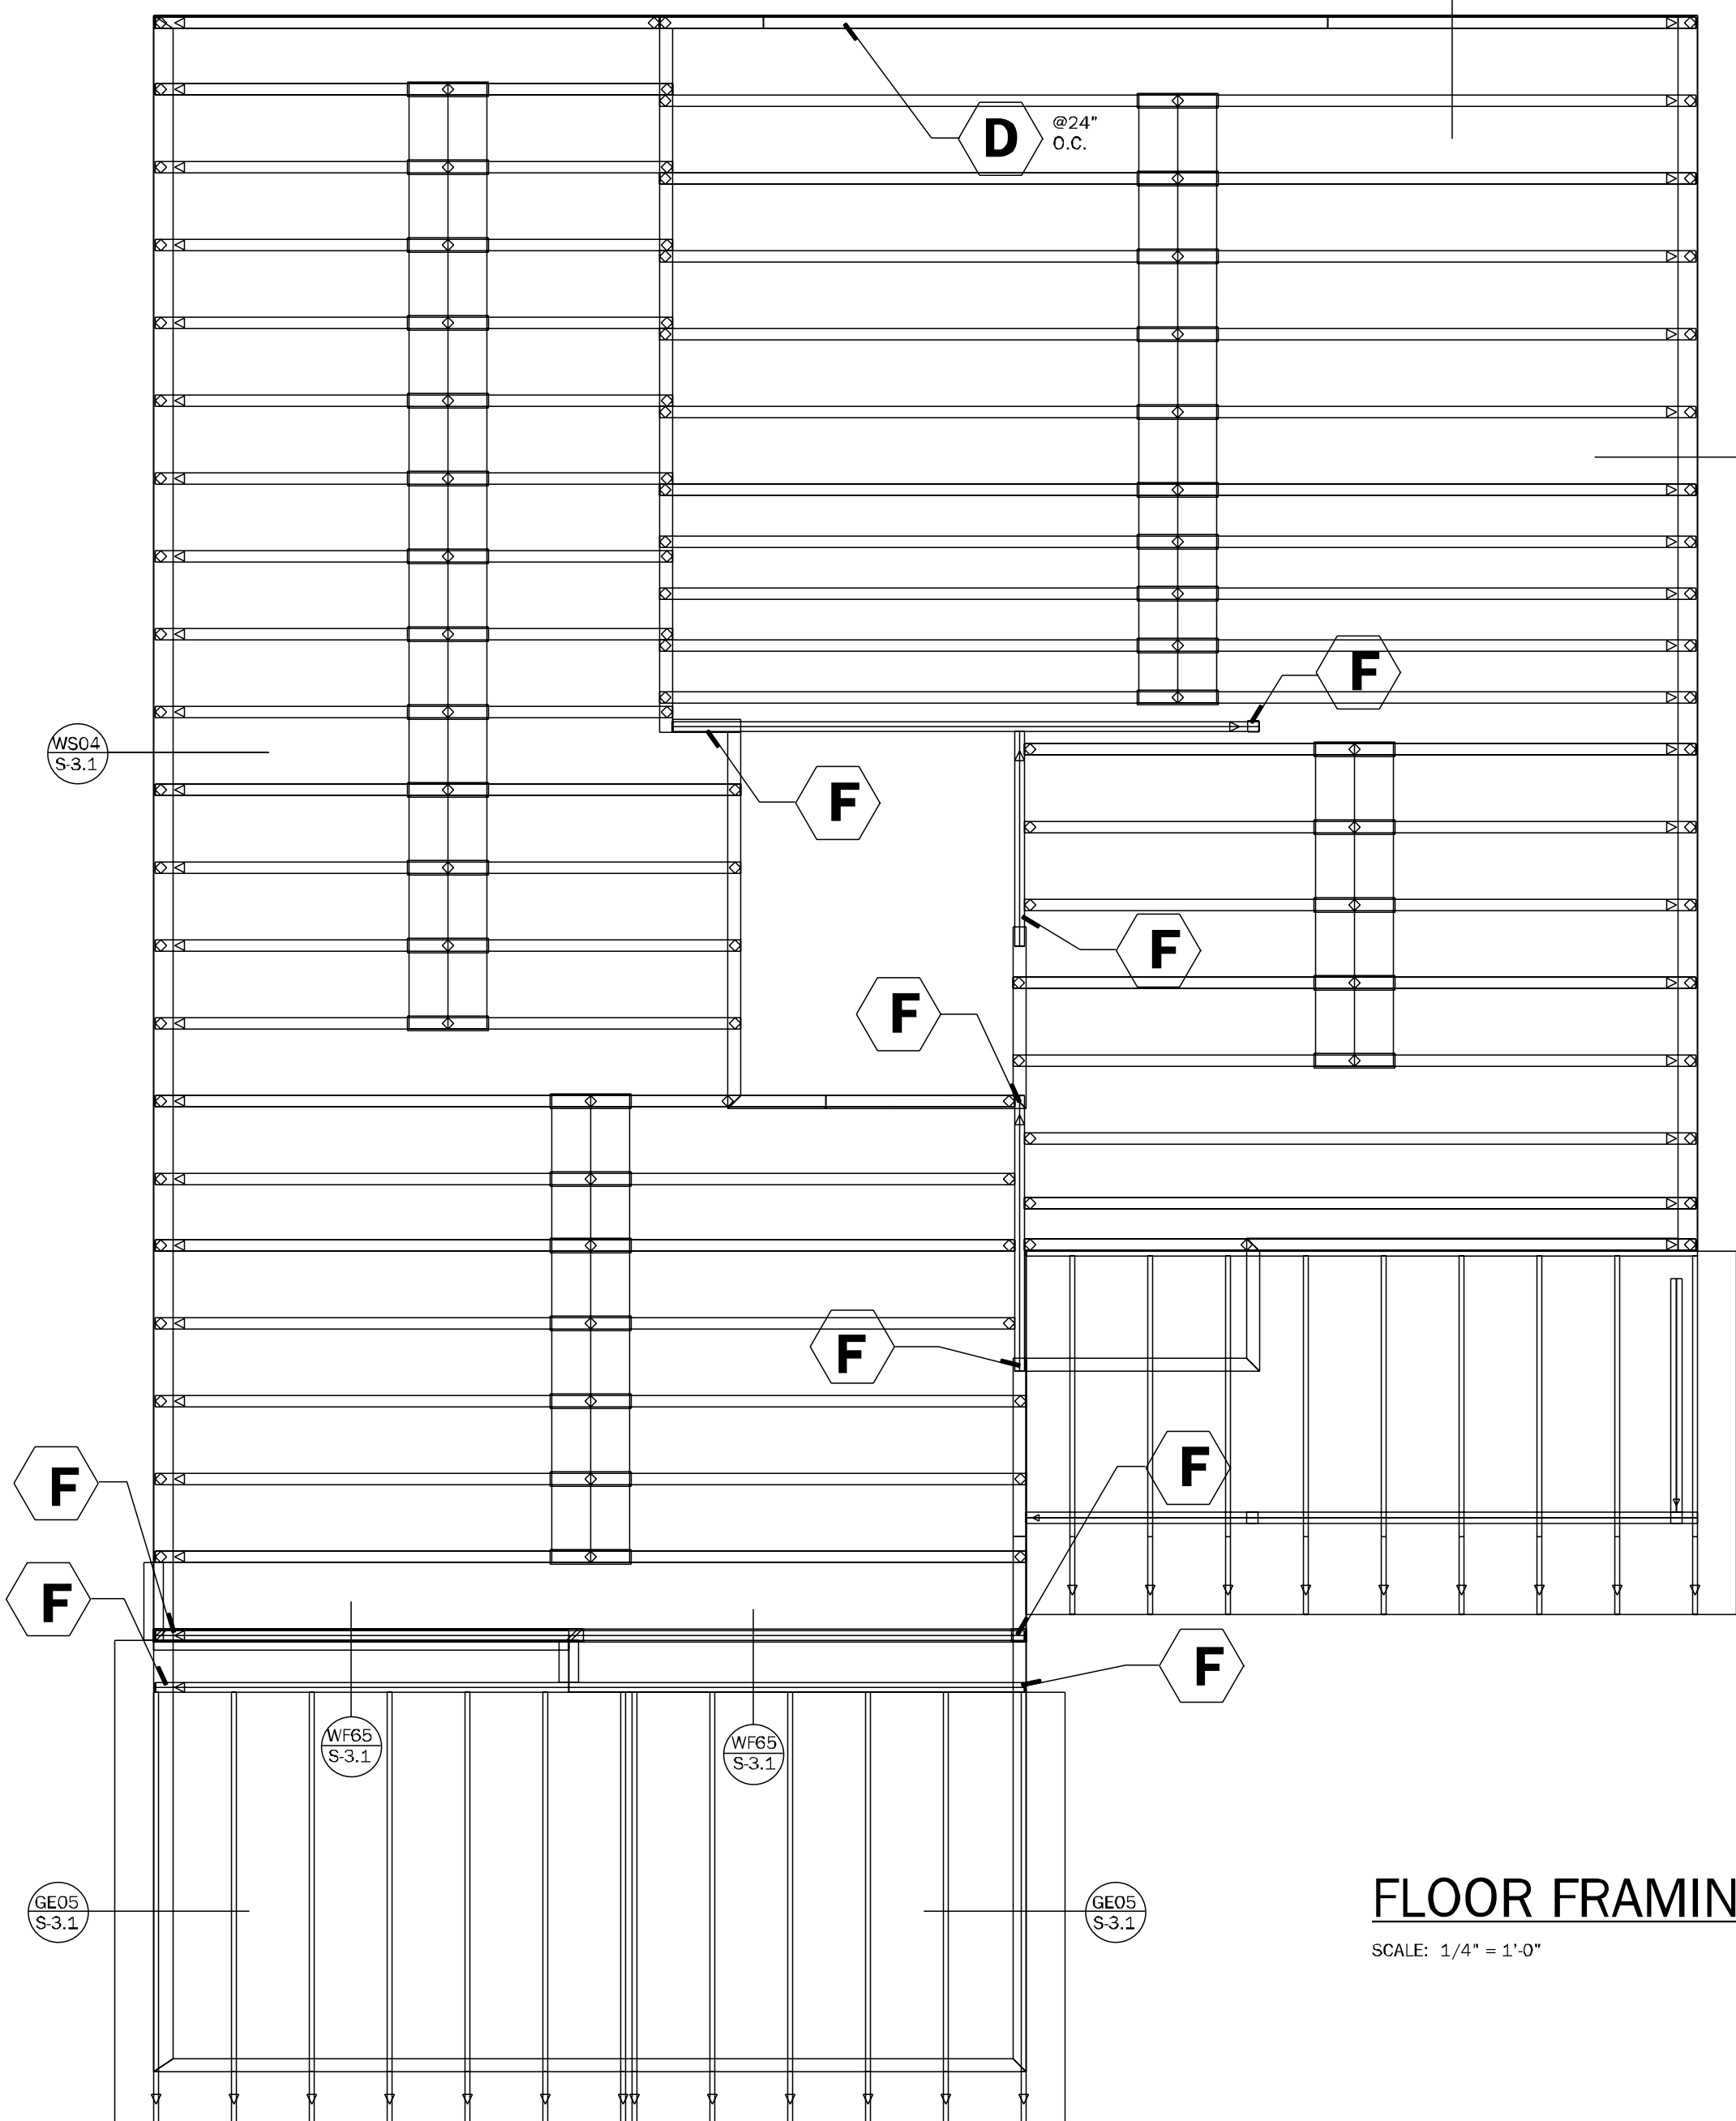 D
@24"
O.C.
F
WS04
S-3.1
F
F
F
F
F
F
F
F
WF65
S-3.1
WF65
S-3.1
GE05
S-3.1
GE05
S-3.1
FLOOR FRAMIN
SCALE: 1/4" = 1'-0"